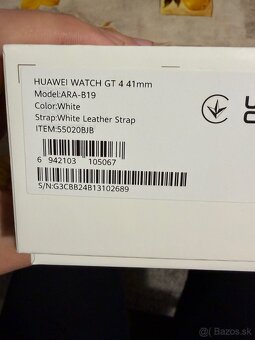 HUAWEI WATCH GT 4 41mm
Model:ARA-B19
Color:White
Strap:White Leather Strap
ITEM:55020BJB
6 942103 105067
S/N:G3CBB24B13102689
© Bazos.sk